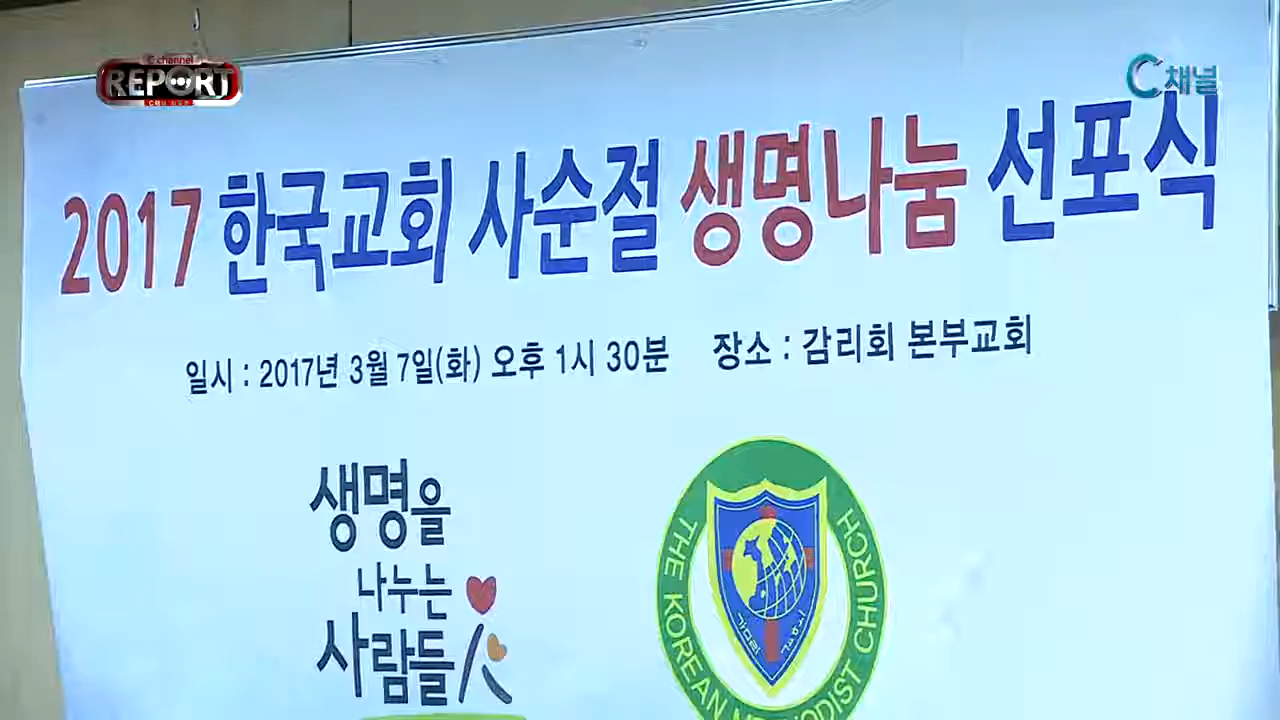 C channel
REPORT
C채널
2017 한국교회 사순절 생명나눔 선포식
일시 : 2017년 3월 7일(화) 오후 1시 30분 장소 : 감리회 본부교회
생명을
나누는
사람들
THE KOREAN METHODIST CHURCH